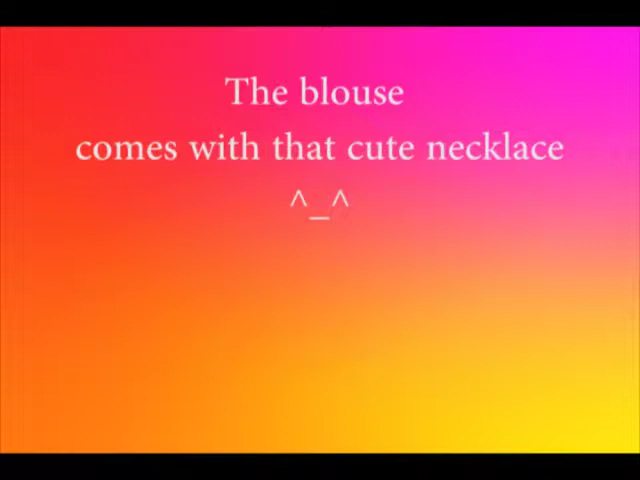 The blouse
comes with that cute necklace
^_^